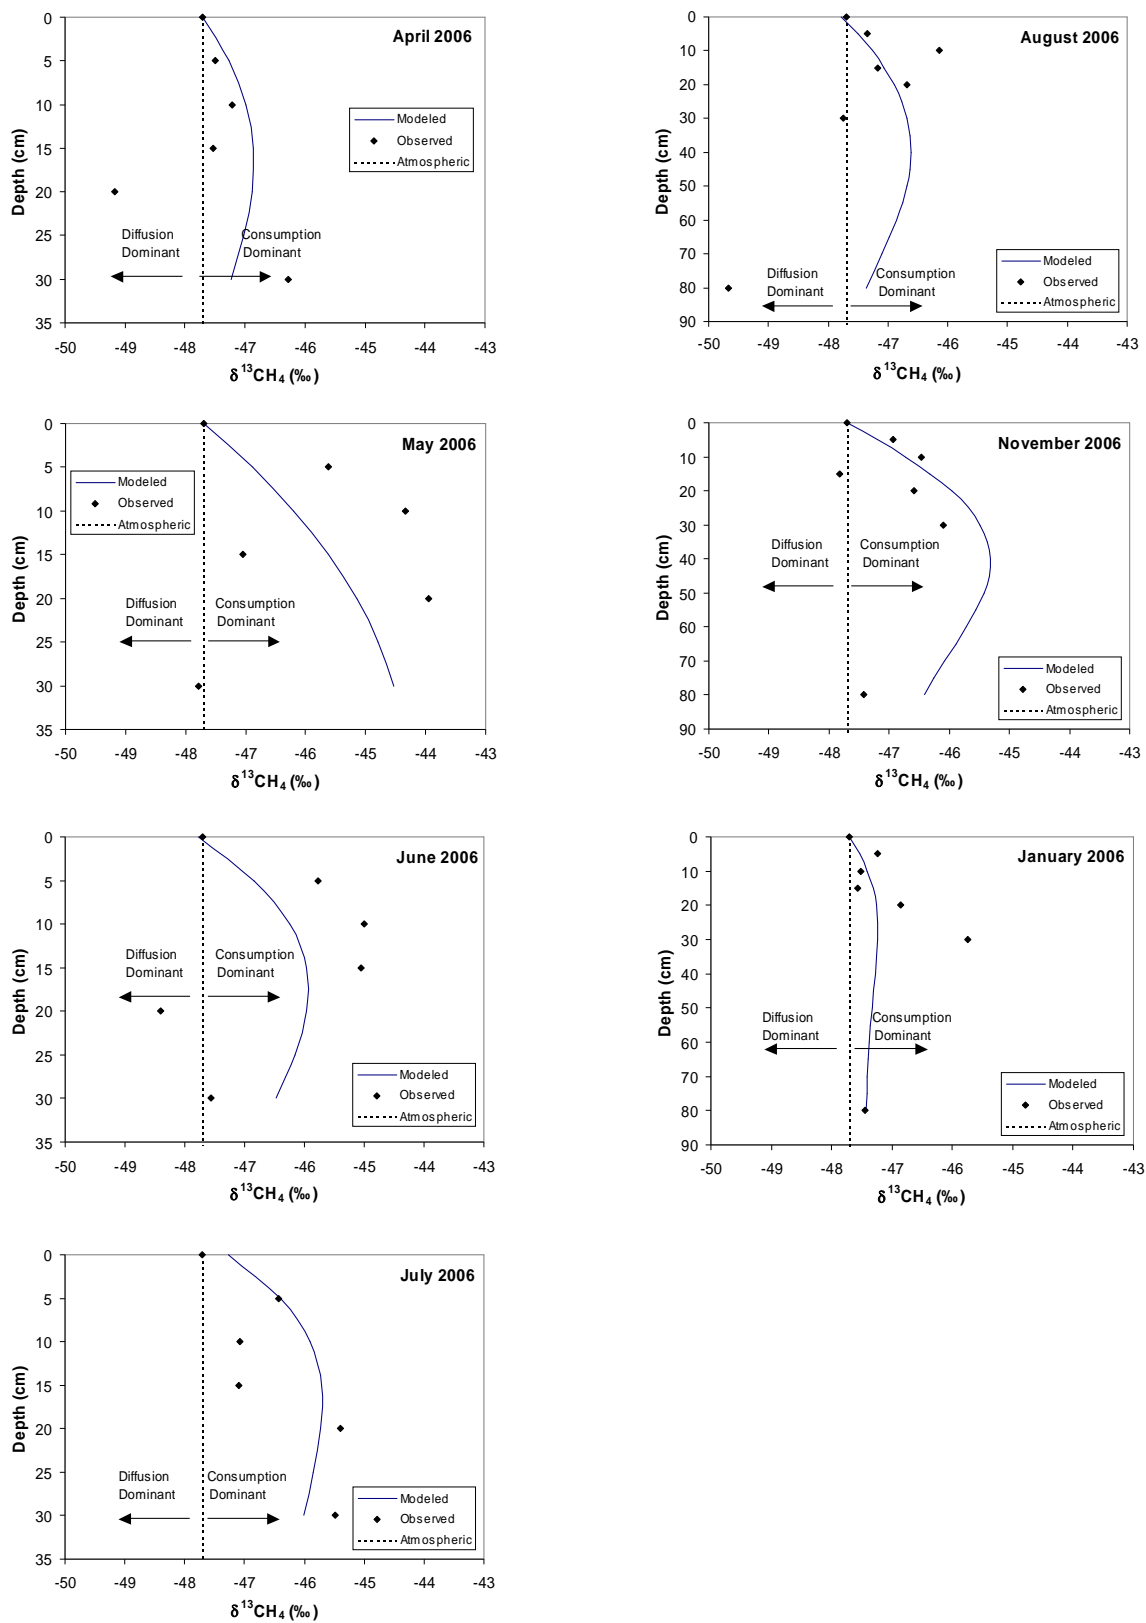 April 2006
0
5
10
15
20
25
30
35
Depth (cm)
Modeled
Observed
Atmospheric
Diffusion
Dominant
Consumption
Dominant
-50 -49 -48 -47 -46 -45 -44 -43
δ¹³CH₄ (‰)
August 2006
0
10
20
30
40
50
60
70
80
90
Depth (cm)
Diffusion
Dominant
Consumption
Dominant
Modeled
Observed
Atmospheric
-50 -49 -48 -47 -46 -45 -44 -43
δ¹³CH₄ (‰)
May 2006
0
5
10
15
20
25
30
35
Depth (cm)
Modeled
Observed
Atmospheric
Diffusion
Dominant
Consumption
Dominant
-50 -49 -48 -47 -46 -45 -44 -43
δ¹³CH₄ (‰)
November 2006
0
10
20
30
40
50
60
70
80
90
Depth (cm)
Diffusion
Dominant
Consumption
Dominant
Modeled
Observed
Atmospheric
-50 -49 -48 -47 -46 -45 -44 -43
δ¹³CH₄ (‰)
June 2006
0
5
10
15
20
25
30
35
Depth (cm)
Diffusion
Dominant
Consumption
Dominant
Modeled
Observed
Atmospheric
-50 -49 -48 -47 -46 -45 -44 -43
δ¹³CH₄ (‰)
January 2006
0
10
20
30
40
50
60
70
80
90
Depth (cm)
Diffusion
Dominant
Consumption
Dominant
Modeled
Observed
Atmospheric
-50 -49 -48 -47 -46 -45 -44 -43
δ¹³CH₄ (‰)
July 2006
0
5
10
15
20
25
30
35
Depth (cm)
Diffusion
Dominant
Consumption
Dominant
Modeled
Observed
Atmospheric
-50 -49 -48 -47 -46 -45 -44 -43
δ¹³CH₄ (‰)